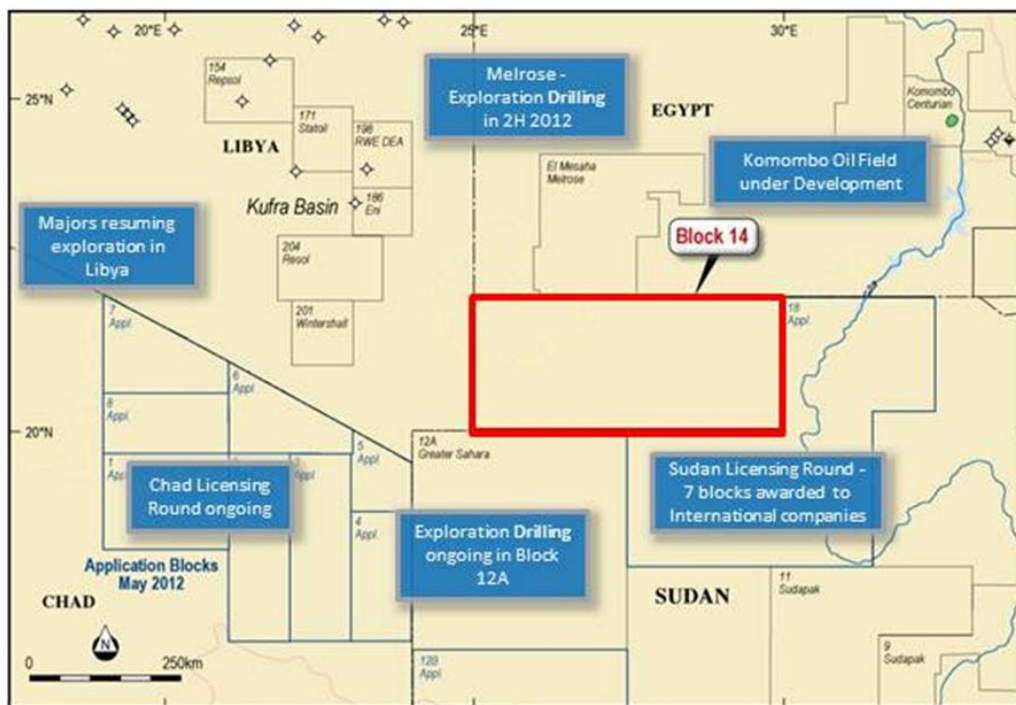 20°E
25°E
30°E
25°N
20°N
154
Repsol
171
Statoil
LIBYA
198
RWE DEA
186
Eni
Kufra Basin
204
Resol
201
Wintershall
Melrose -
Exploration Drilling
in 2H 2012
EGYPT
Komombo
Centurian
El Mesaha
Melrose
Komombo Oil Field
under Development
Block 14
Majors resuming
exploration in
Libya
7
Appl.
6
Appl.
8
Appl.
5
Appl.
1
12A
Greater Sahara
18
Appl.
Chad Licensing
Round ongoing
4
Appl.
Exploration Drilling
ongoing in Block
12A
Sudan Licensing Round -
7 blocks awarded to
International companies
Application Blocks
May 2012
CHAD
SUDAN
11
Sudapak
9
Sudapak
12B
Appl.
N
0
250km